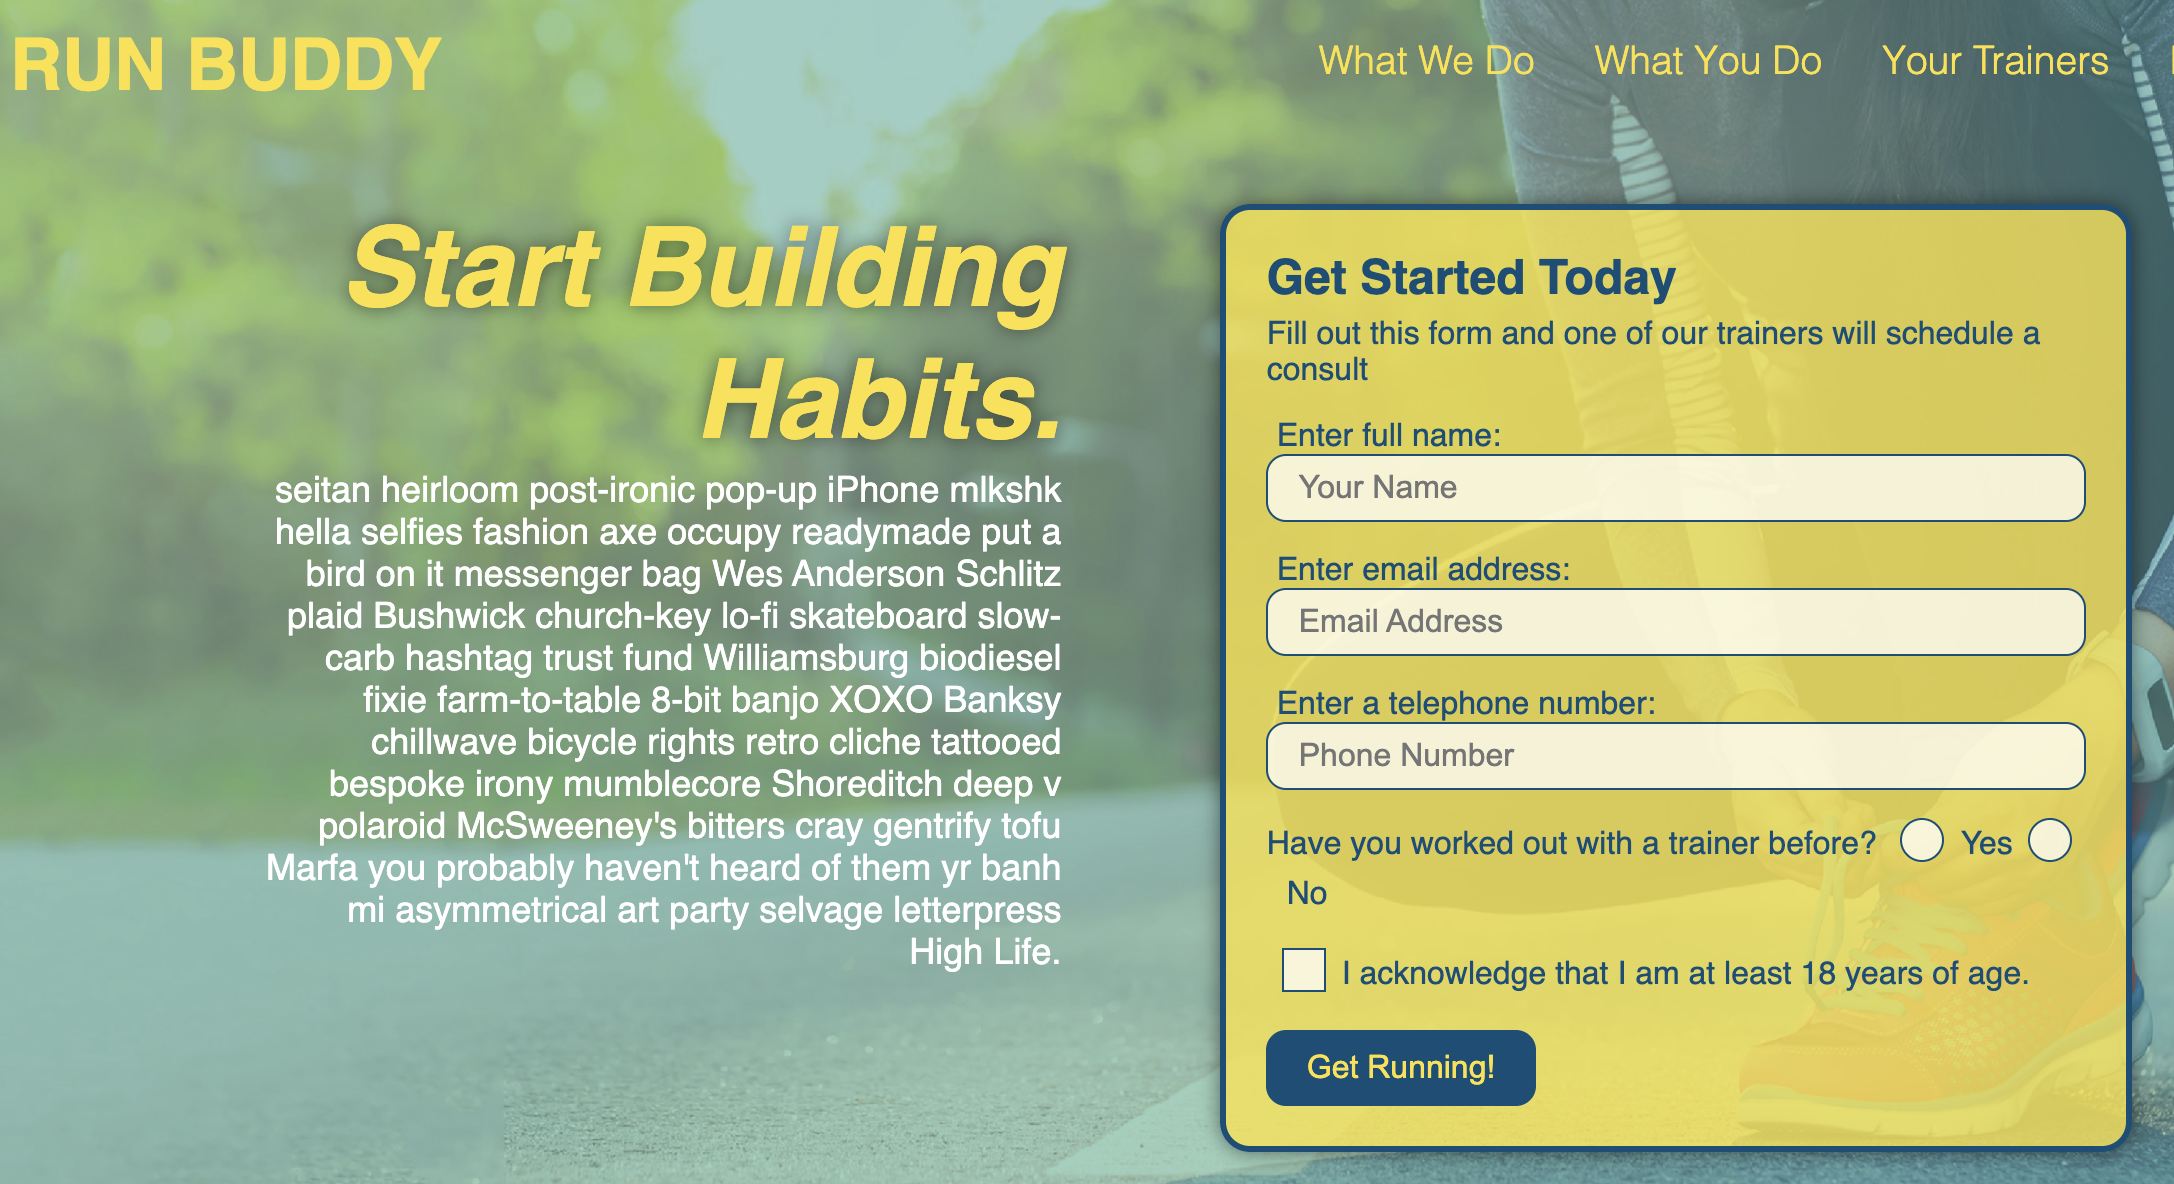 RUN BUDDY
What We Do What You Do Your Trainers
Start Building
Habits.
seitan heirloom post-ironic pop-up iPhone mlkshk
hella selfies fashion axe occupy readymade put a
bird on it messenger bag Wes Anderson Schlitz
plaid Bushwick church-key lo-fi skateboard slow-
carb hashtag trust fund Williamsburg biodiesel
fixie farm-to-table 8-bit banjo XOXO Banksy
chillwave bicycle rights retro cliche tattooed
bespoke irony mumblecore Shoreditch deep v
polaroid McSweeney's bitters cray gentrify tofu
Marfa you probably haven't heard of them yr banh
mi asymmetrical art party selvage letterpress
High Life.
Get Started Today
Fill out this form and one of our trainers will schedule a
consult
Enter full name:
Your Name
Enter email address:
Email Address
Enter a telephone number:
Phone Number
Have you worked out with a trainer before? Yes
No
I acknowledge that I am at least 18 years of age.
Get Running!